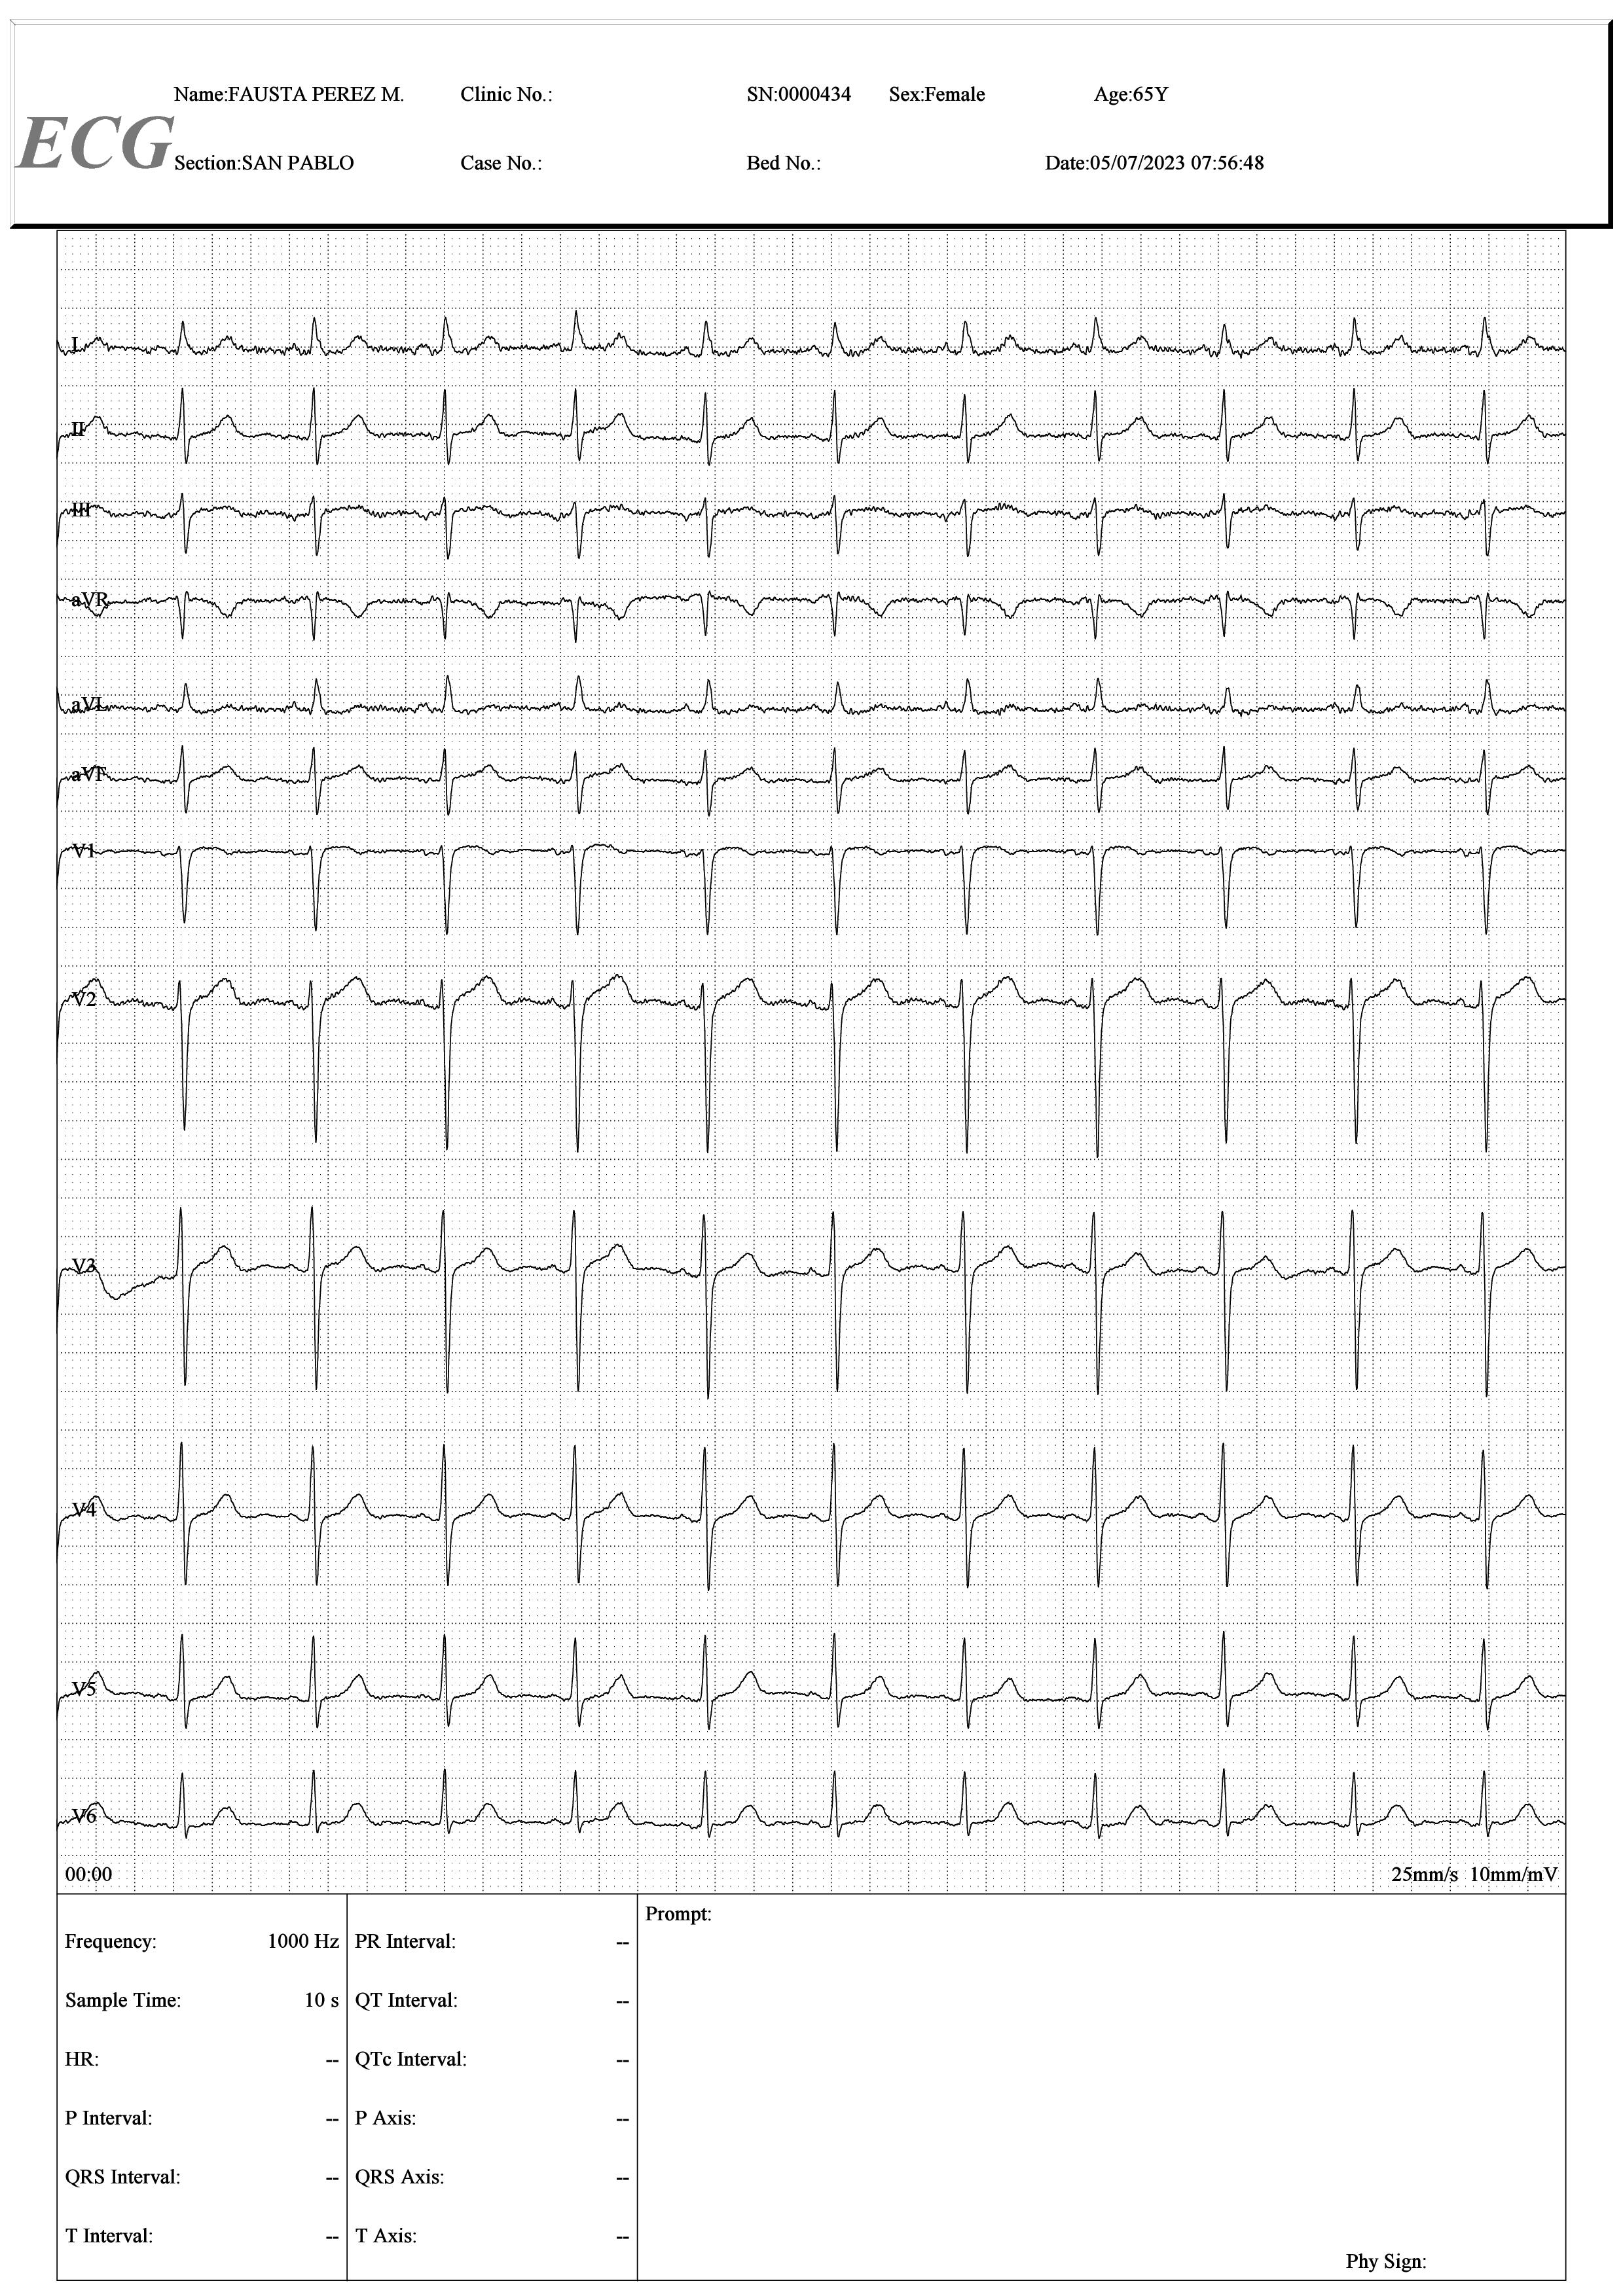 Name:FAUSTA PEREZ M. Clinic No.: SN:0000434 Sex:Female Age:65Y
ECG
Section:SAN PABLO Case No.: Bed No.: Date:05/07/2023 07:56:48
I
II
III
aVR
aVL
aVF
V1
V2
V3
V4
V5
V6
00:00 25mm/s 10mm/mV
Frequency: 1000 Hz
Sample Time: 10 s
HR: --
P Interval: --
QRS Interval: --
T Interval: --
PR Interval: --
QT Interval: --
QTc Interval: --
P Axis: --
QRS Axis: --
T Axis: --
Prompt:
Phy Sign: